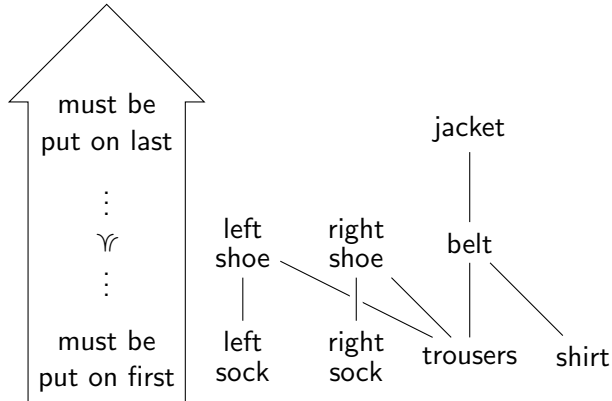 must be
put on last
⋮
⋎
⋮
must be
put on first
jacket
left
shoe
right
shoe
belt
left
sock
right
sock
trousers
shirt